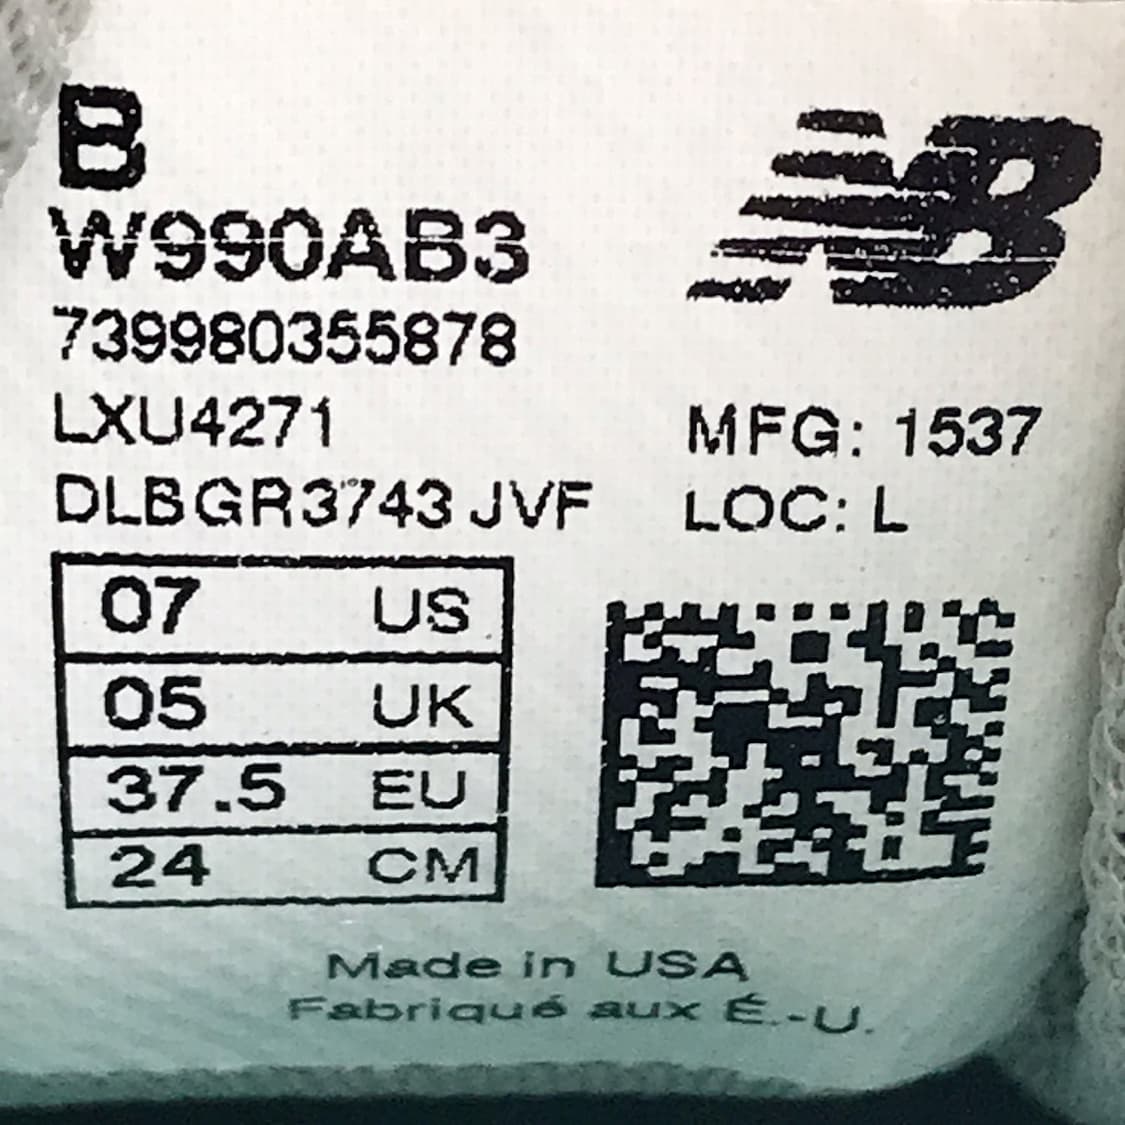 B
W990AB3
739980355878
LXU4271
DLBGR3743 JVF
NB
MFG: 1537
LOC: L
07 US
05 UK
37.5 EU
24 CM
Made in USA
Fabriqué aux É.-U.